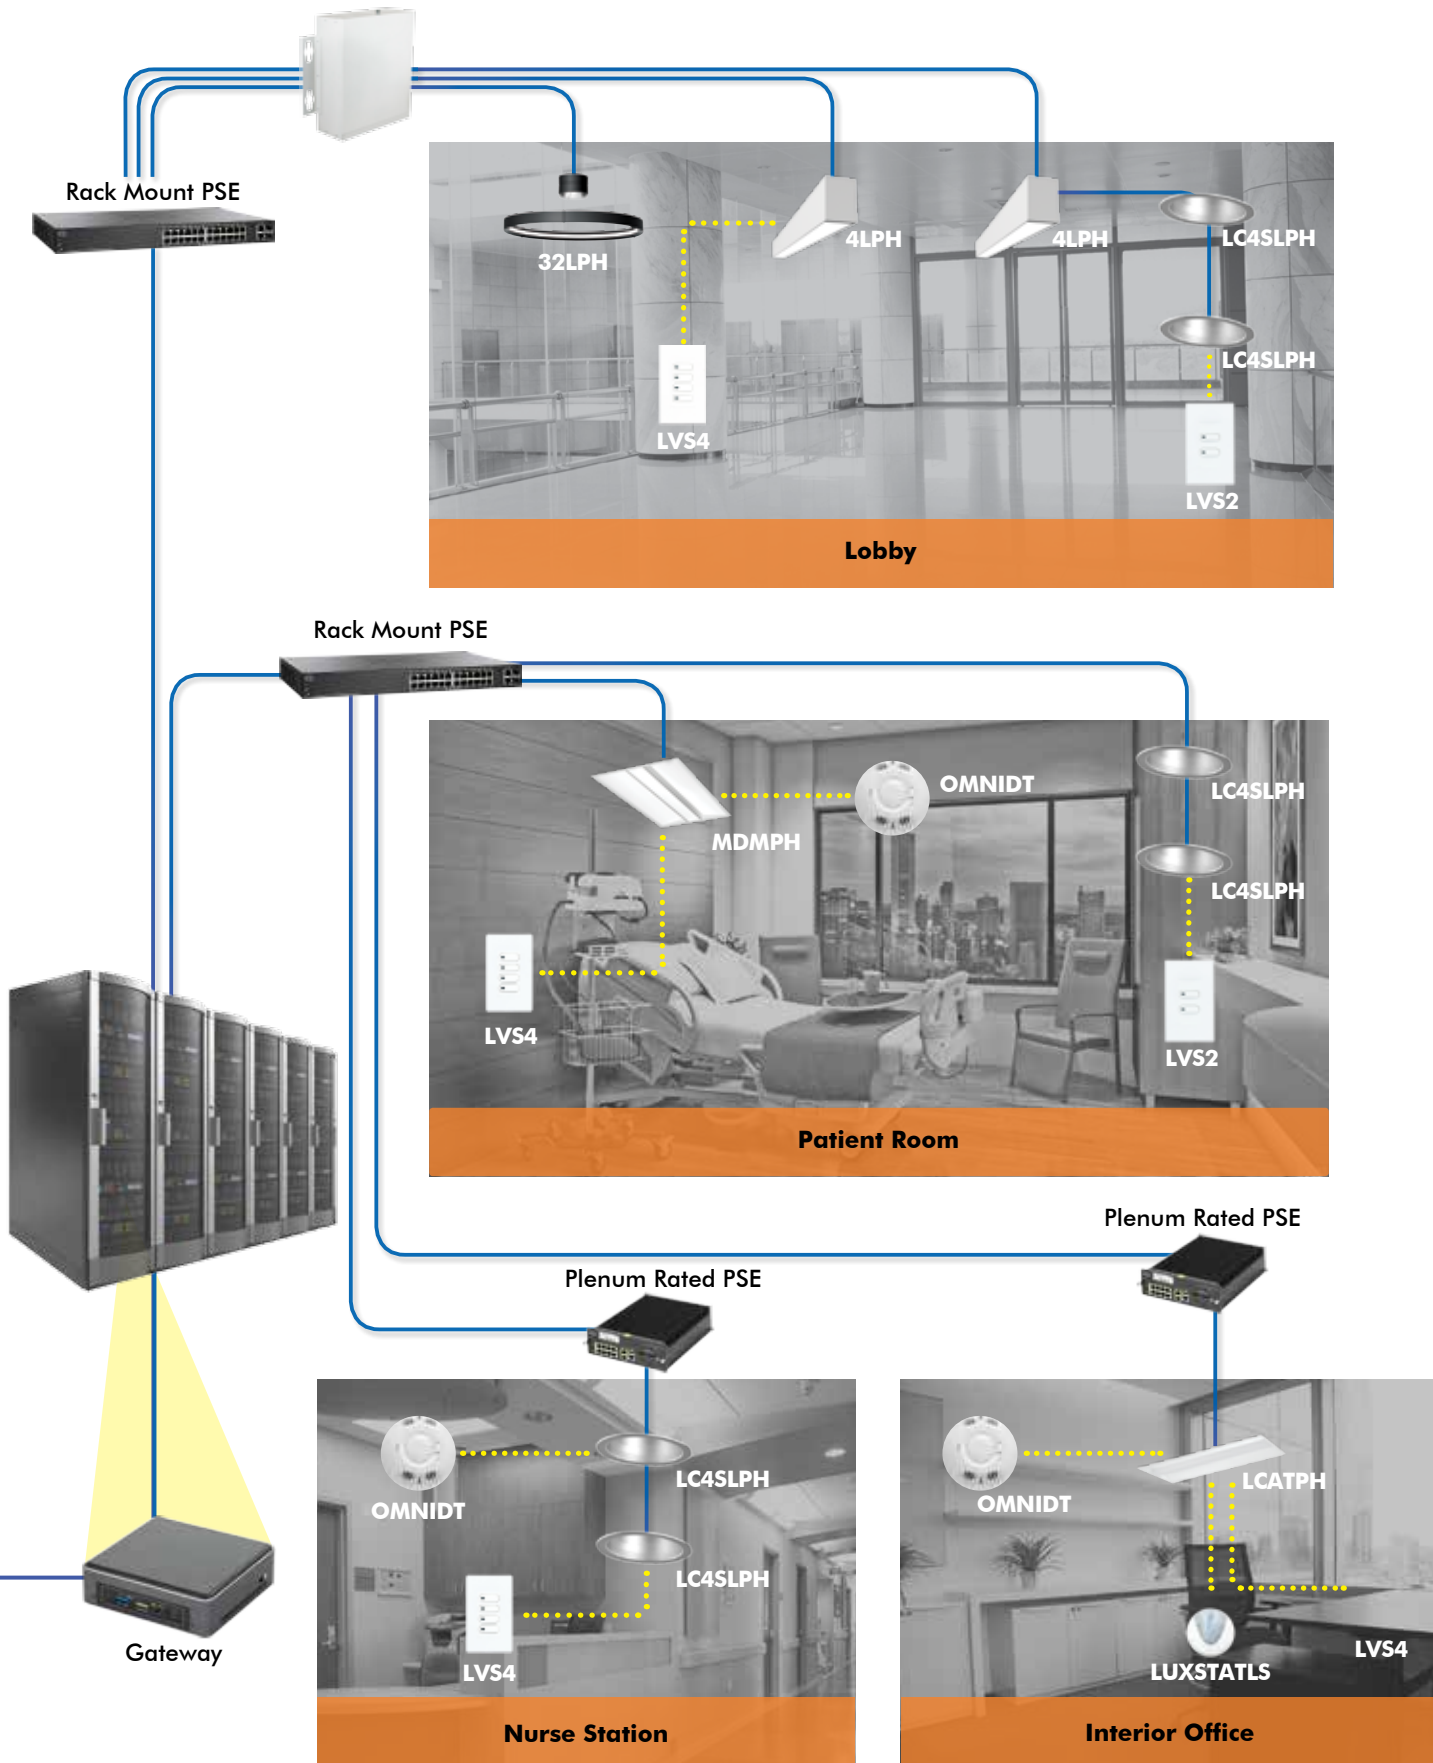 Rack Mount PSE
32LPH
4LPH
4LPH
LC4SLPH
LC4SLPH
LVS4
LVS2
Lobby
Rack Mount PSE
OMNIDT
LC4SLPH
MDMPH
LC4SLPH
LVS4
LVS2
Patient Room
Plenum Rated PSE
Plenum Rated PSE
LC4SLPH
OMNIDT
LC4SLPH
LVS4
Nurse Station
LCATPH
OMNIDT
LVS4
LUXSTATLS
Interior Office
Gateway